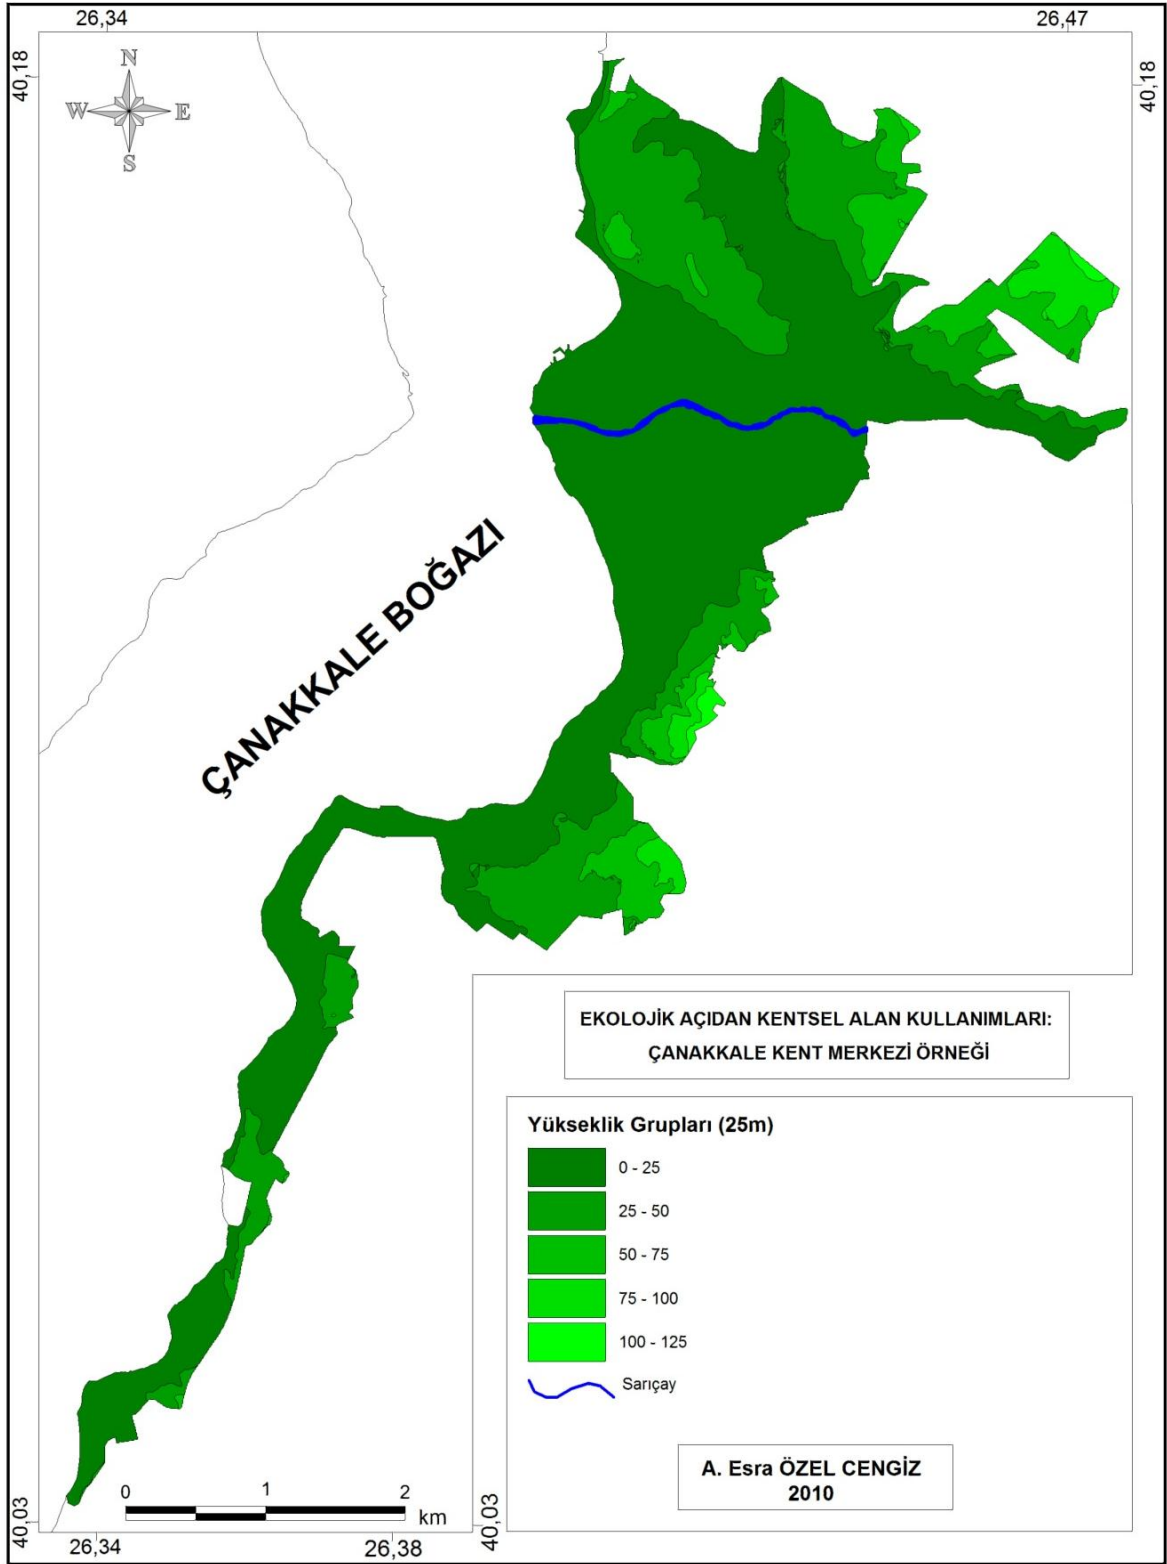 26,34
26,47
40,18
40,18
N
W
E
S
ÇANAKKALE BOĞAZI
EKOLOJİK AÇIDAN KENTSEL ALAN KULLANIMLARI:
ÇANAKKALE KENT MERKEZİ ÖRNEĞİ
Yükseklik Grupları (25m)
0 - 25
25 - 50
50 - 75
75 - 100
100 - 125
Sarıçay
A. Esra ÖZEL CENGİZ
2010
0
1
2
km
40,03
40,03
26,34
26,38